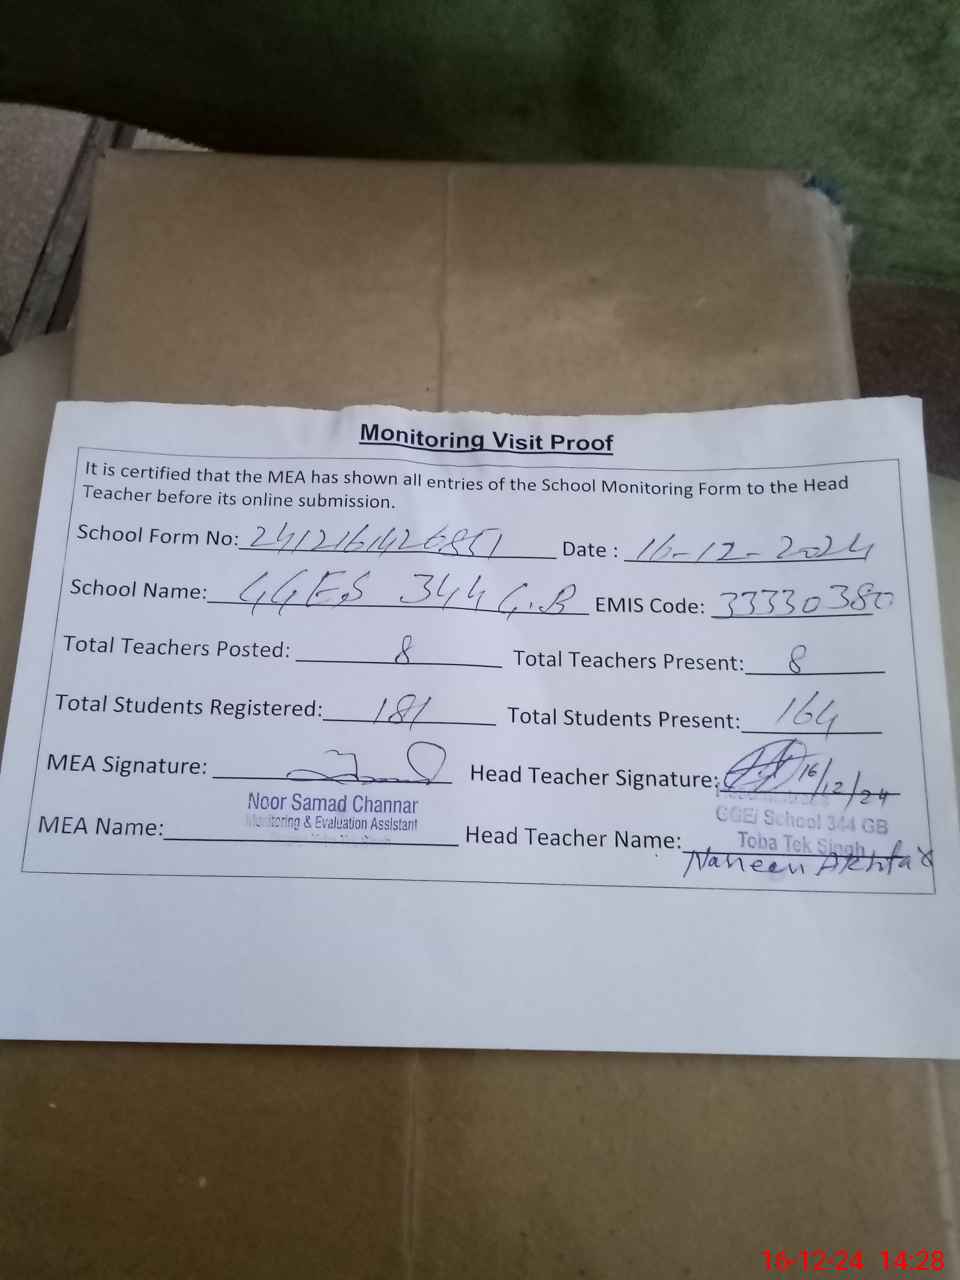 Monitoring Visit Proof
It is certified that the MEA has shown all entries of the School Monitoring Form to the Head
Teacher before its online submission.
School Form No: 2412161426851 Date : 16-12-2024
School Name: GGES 344 G.B EMIS Code: 33330380
Total Teachers Posted: 8 Total Teachers Present: 8
Total Students Registered: 181 Total Students Present: 164
MEA Signature: Head Teacher Signature: 16/12/24
Noor Samad Channar
Monitoring & Evaluation Assistant
MEA Name: Head Teacher Name:
School 344 GB
Toba Tek Singh
Akhtar
16-12-24 14:28